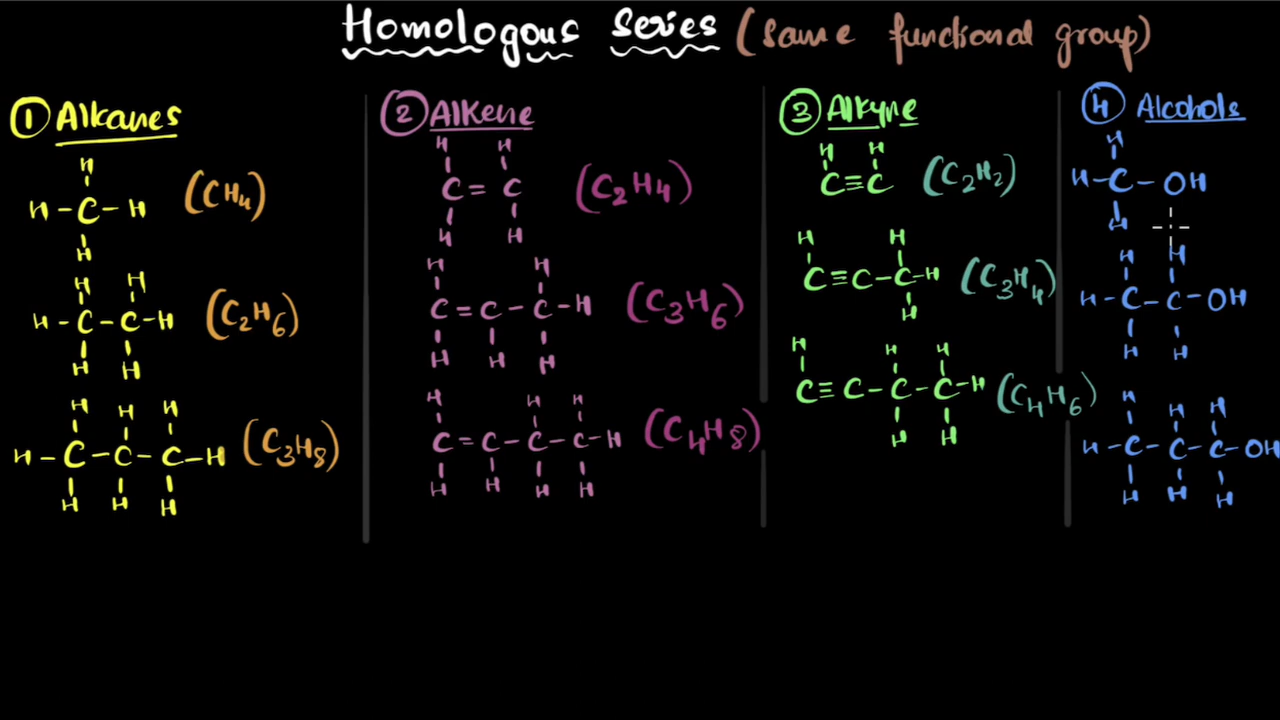 Homologous Series (same functional group)
① Alkanes
H
H-C-H (CH4)
H
H H
H-C-C-H (C2H6)
H H
H H H
H-C-C-C-H (C3H8)
H H H
② Alkene
H H
C=C (C2H4)
H H
H H
C=C-C-H (C3H6)
H H H
H H H
C=C-C-C-H (C4H8)
H H H H
③ Alkyne
H H
C≡C (C2H2)
H H
C≡C-C-H (C3H4)
H
H H H
C≡C-C-C-H (C4H6)
H H
④ Alcohols
H
H-C-OH
H
H H
H-C-C-OH
H H
H H H
H-C-C-C-OH
H H H